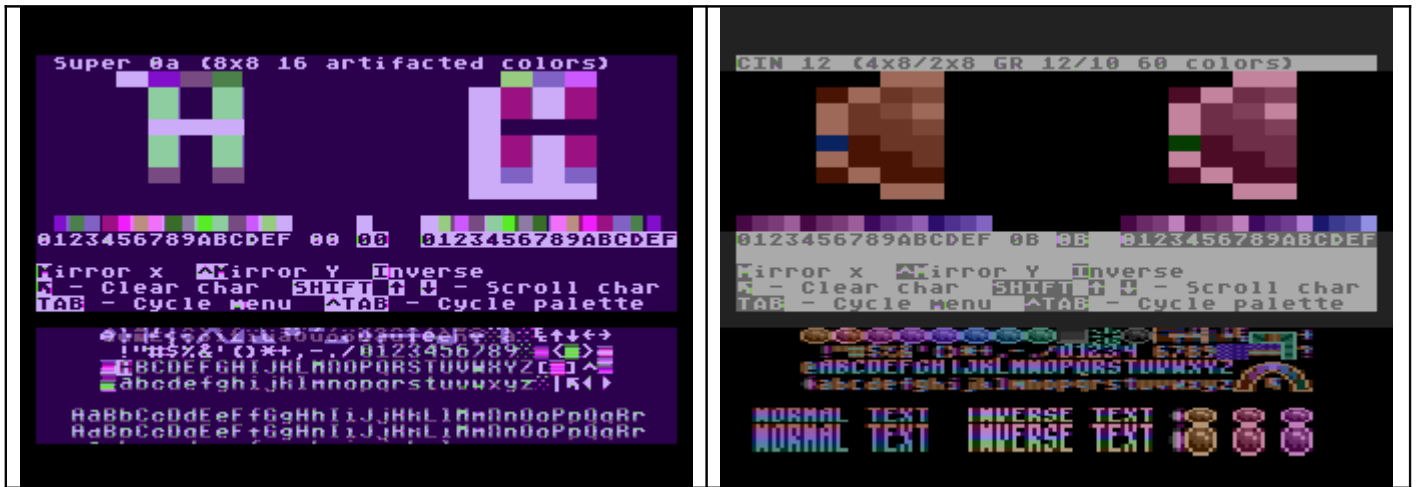 Super 0a (8x8 16 artifacted colors)
0123456789ABCDEF 00 00 0123456789ABCDEF
Mirror x ^Mirror Y Inverse
↖ - Clear char SHIFT ↑ ↓ - Scroll char
TAB - Cycle menu ^TAB - Cycle palette
!"#$%&'()*+,-./0123456789
BCDEFGHIJKLMNOPQRSTUVWXYZ[
abcdefghijklmnopqrstuvwxyz
AaBbCcDdEeFfGgHhIiJjKkLlMmNnOoPpQqRr
AaBbCcDdEeFfGgHhIiJjKkLlMmNnOoPpQqRr
CIN 12 (4x8/2x8 GR 12/10 60 colors)
0123456789ABCDEF 0B 0B 0123456789ABCDEF
Mirror x ^Mirror Y Inverse
↖ - Clear char SHIFT ↑ ↓ - Scroll char
TAB - Cycle menu ^TAB - Cycle palette
ABCDEFGHIJKLMNOPQRSTUVWXYZ
abcdefghijklmnopqrstuvwxyz
NORMAL TEXT INVERSE TEXT
NORMAL TEXT INVERSE TEXT